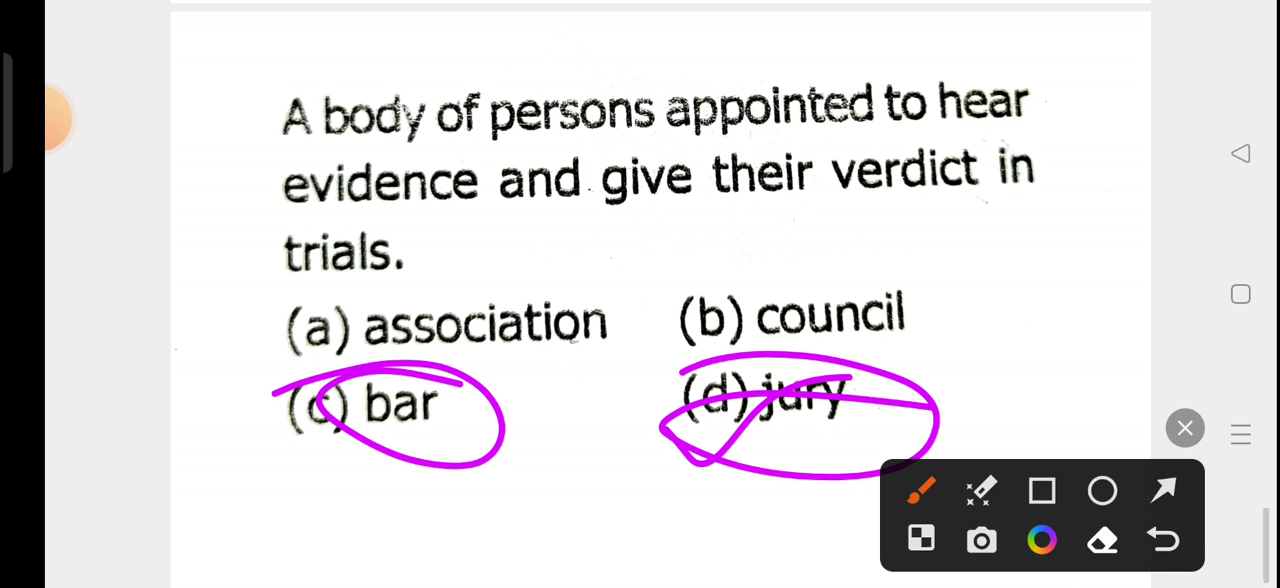 A body of persons appointed to hear
evidence and give their verdict in
trials.
(a) association (b) council
(c) bar (d) jury